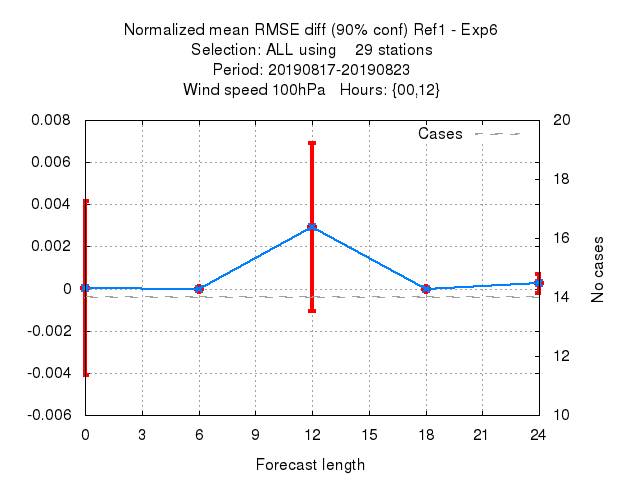 Normalized mean RMSE diff (90% conf) Ref1 - Exp6
Selection: ALL using    29 stations
Period: 20190817-20190823
Wind speed 100hPa   Hours: {00,12}
Cases
0.008
0.006
0.004
0.002
0
-0.002
-0.004
-0.006
20
18
16
14
12
10
No cases
0 3 6 9 12 15 18 21 24
Forecast length